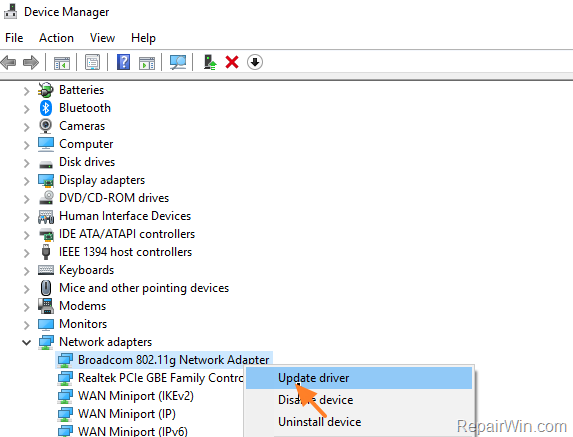 Device Manager
File Action View Help
Batteries
Bluetooth
Cameras
Computer
Disk drives
Display adapters
DVD/CD-ROM drives
Human Interface Devices
IDE ATA/ATAPI controllers
IEEE 1394 host controllers
Keyboards
Mice and other pointing devices
Modems
Monitors
Network adapters
Broadcom 802.11g Network Adapter
Realtek PCIe GBE Family Contro
Update driver
WAN Miniport (IKEv2)
Disable device
WAN Miniport (IP)
Uninstall device
WAN Miniport (IPv6)
RepairWin.com